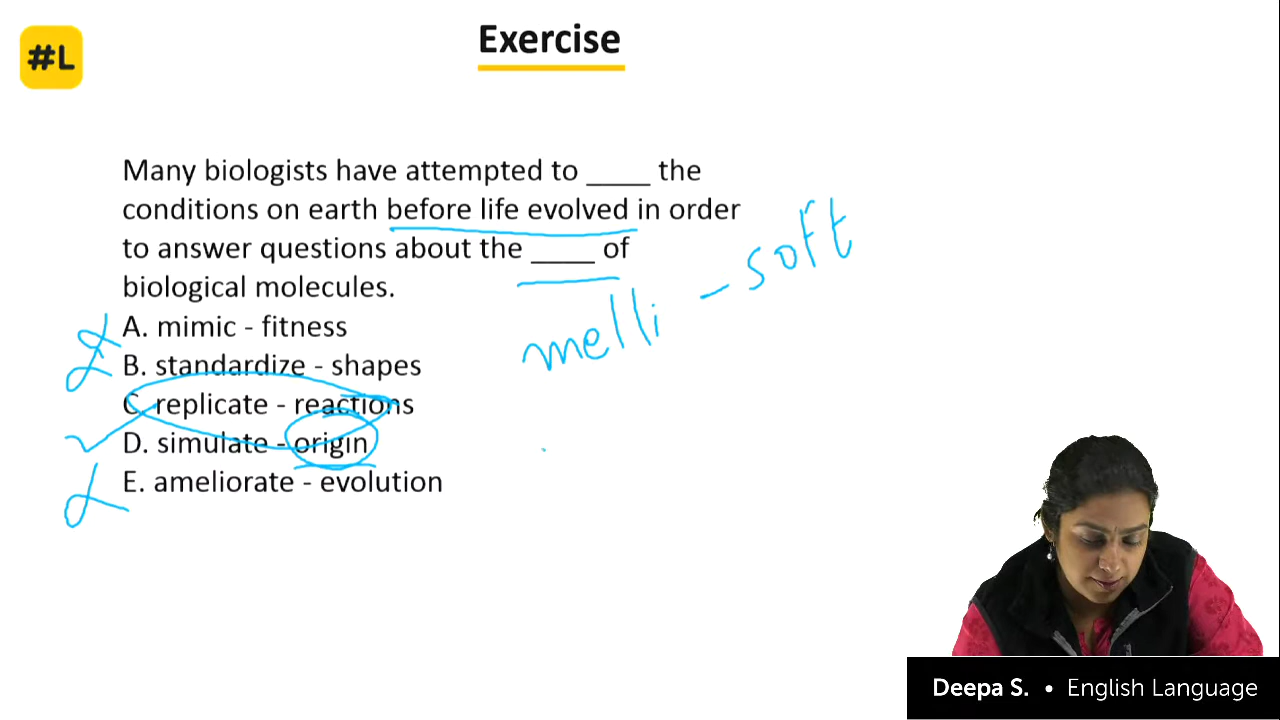 #L
Exercise
Many biologists have attempted to ____ the
conditions on earth before life evolved in order
to answer questions about the ____ of
biological molecules.
A. mimic - fitness
B. standardize - shapes
C. replicate - reactions
D. simulate - origin
E. ameliorate - evolution
melli - soft
Deepa S. • English Language